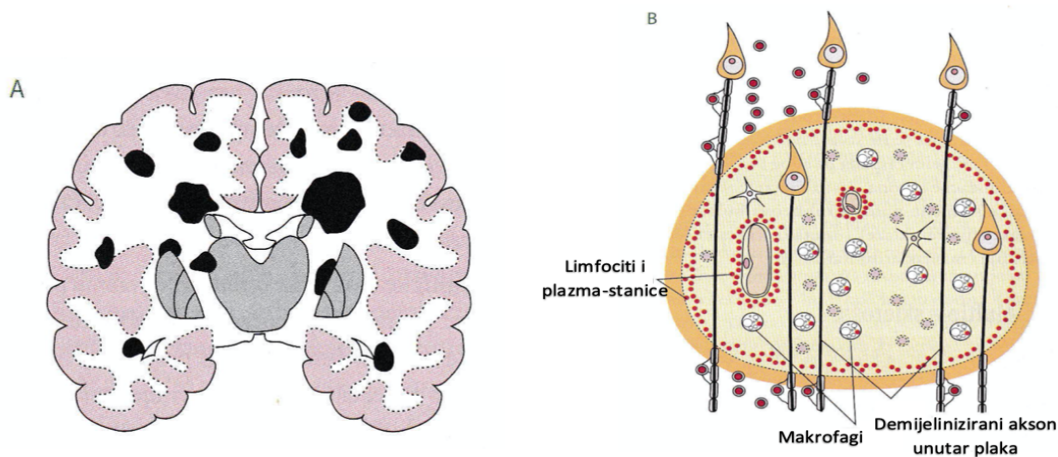 A
B
Limfociti i
plazma-stanice
Makrofagi
Demijelinizirani akson
unutar plaka